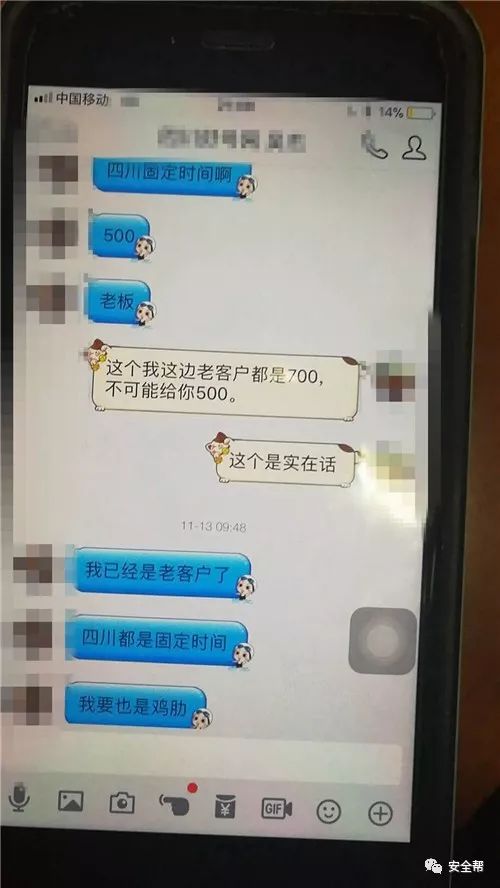 中国移动
14%
四川固定时间啊
500
老板
这个我这边老客户都是700，
不可能给你500。
这个是实在话
11-13 09:48
我已经是老客户了
四川都是固定时间
我要也是鸡肋
¥
GIF
安全帮